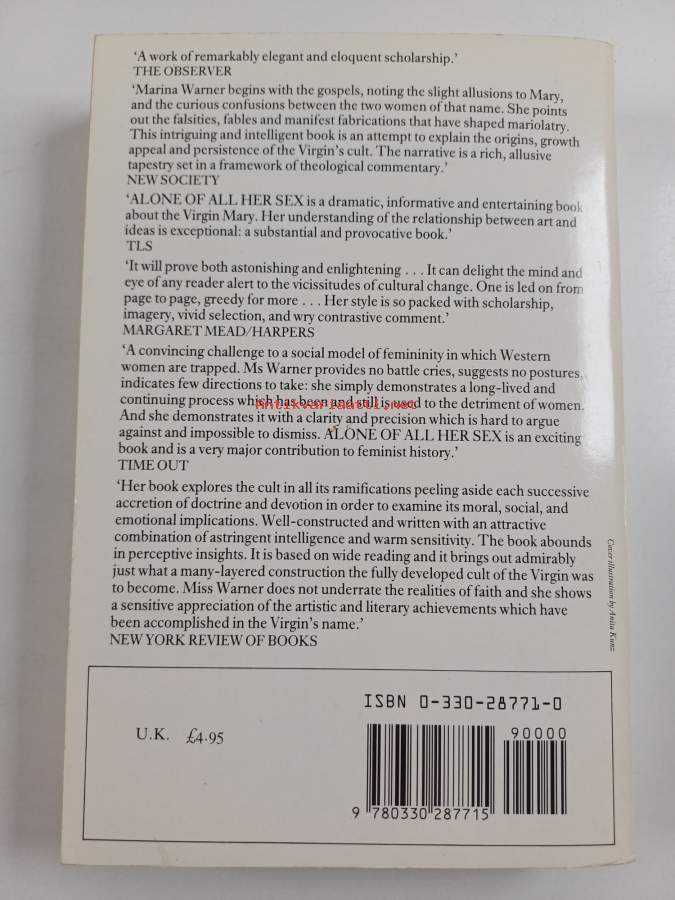 ‘A work of remarkably elegant and eloquent scholarship.’
THE OBSERVER
‘Marina Warner begins with the gospels, noting the slight allusions to Mary,
and the curious confusions between the two women of that name. She points
out the falsities, fables and manifest fabrications that have shaped mariolatry.
This intriguing and intelligent book is an attempt to explain the origins, growth
appeal and persistence of the Virgin’s cult. The narrative is a rich, allusive
tapestry set in a framework of theological commentary.’
NEW SOCIETY
‘ALONE OF ALL HER SEX is a dramatic, informative and entertaining book
about the Virgin Mary. Her understanding of the relationship between art and
ideas is exceptional: a substantial and provocative book.’
TLS
‘It will prove both astonishing and enlightening . . . It can delight the mind and
eye of any reader alert to the vicissitudes of cultural change. One is led on from
page to page, greedy for more . . . Her style is so packed with scholarship,
imagery, vivid selection, and wry contrastive comment.’
MARGARET MEAD/HARPERS
‘A convincing challenge to a social model of femininity in which Western
women are trapped. Ms Warner provides no battle cries, suggests no postures,
indicates few directions to take: she simply demonstrates a long-lived and
continuing process which has been and still is used to the detriment of women.
Antikvariaatti.net
And she demonstrates it with a clarity and precision which is hard to argue
against and impossible to dismiss. ALONE OF ALL HER SEX is an exciting
book and is a very major contribution to feminist history.’
TIME OUT
‘Her book explores the cult in all its ramifications peeling aside each successive
accretion of doctrine and devotion in order to examine its moral, social, and
emotional implications. Well-constructed and written with an attractive
combination of astringent intelligence and warm sensitivity. The book abounds
in perceptive insights. It is based on wide reading and it brings out admirably
just what a many-layered construction the fully developed cult of the Virgin was
to become. Miss Warner does not underrate the realities of faith and she shows
a sensitive appreciation of the artistic and literary achievements which have
been accomplished in the Virgin’s name.’
NEW YORK REVIEW OF BOOKS
Cover illustration by Anita Kunz
ISBN 0-330-28771-0
U.K. £4·95
90000
9 780330 287715